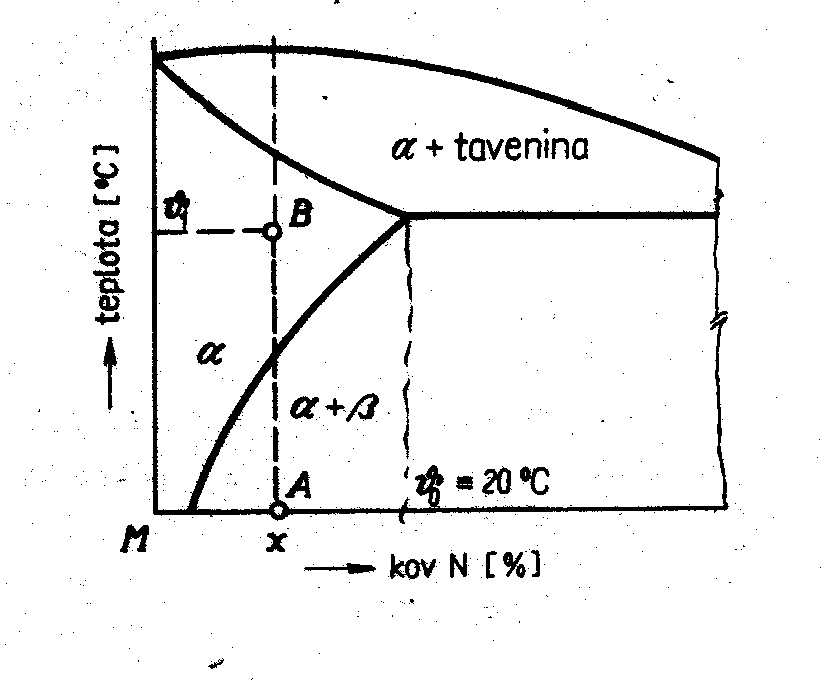 α + tavenina
ϑ₁
B
teplota [°C]
α
α + β
A
ϑ₀ = 20 °C
M
x
kov N [%]